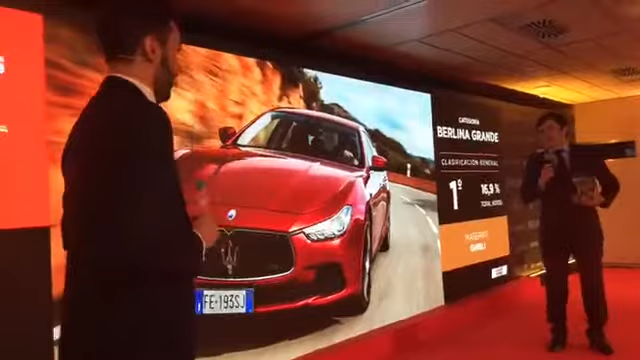 CATEGORÍA
BERLINA GRANDE
CLASIFICACIÓN GENERAL
1º
16,9 %
TOTAL VOTOS
MASERATI
GHIBLI
FE·193SJ